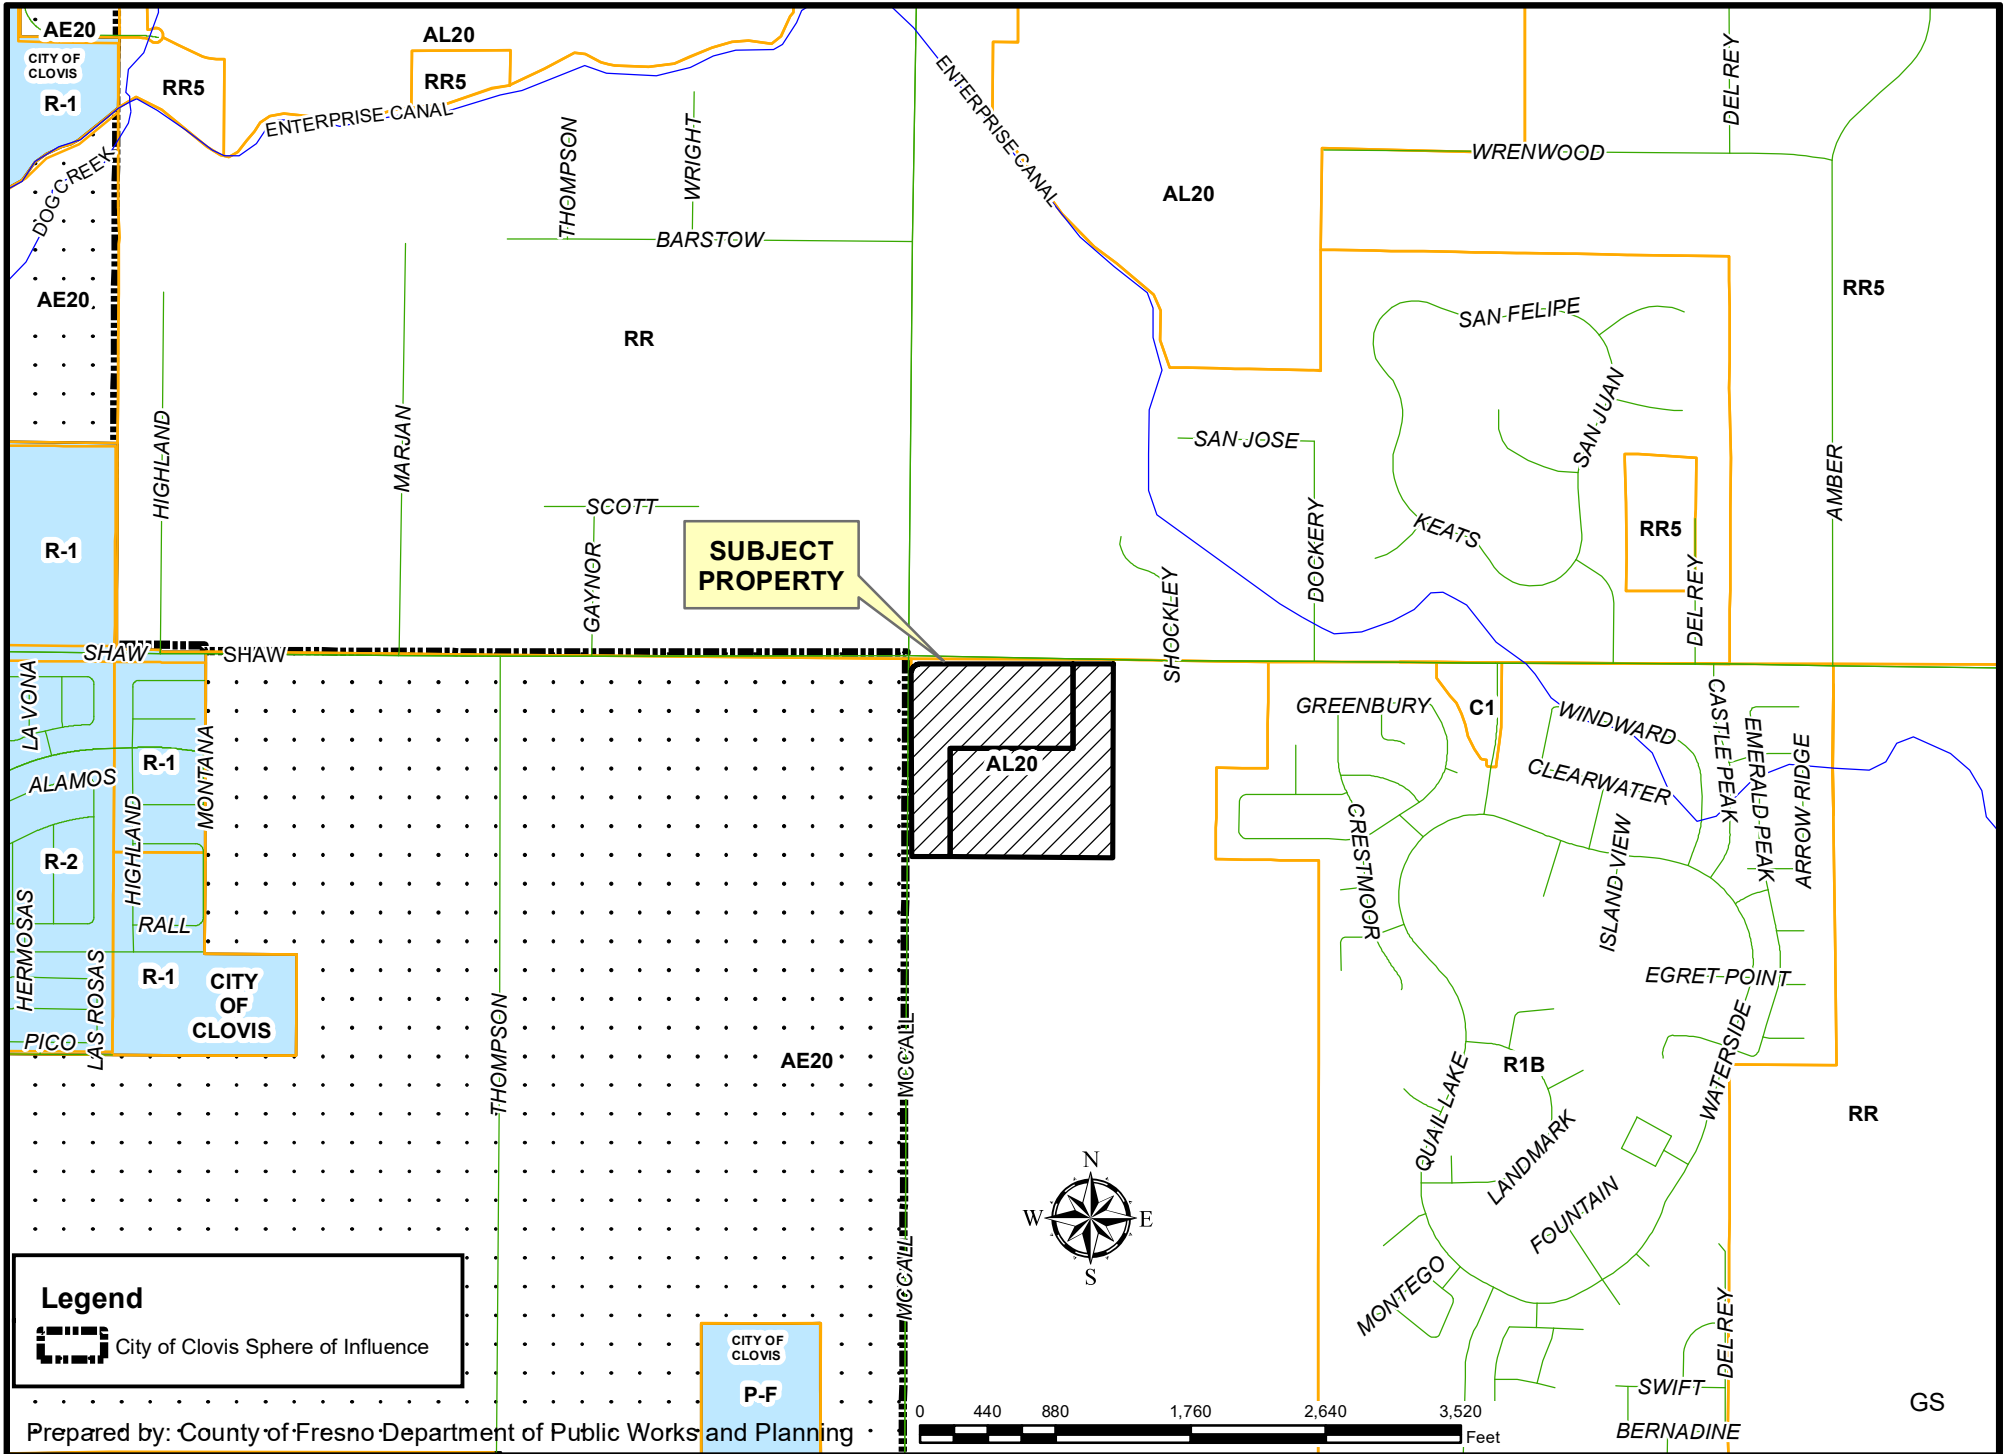 AE20
CITY OF
CLOVIS
R-1
RR5
AL20
RR5
ENTERPRISE CANAL
ENTERPRISE CANAL
DOG CREEK
THOMPSON
WRIGHT
BARSTOW
AL20
WRENWOOD
DEL REY
AE20
RR
RR5
SAN FELIPE
SAN JUAN
SAN JOSE
KEATS
DOCKERY
HIGHLAND
MARJAN
SCOTT
GAYNOR
AMBER
RR5
DEL REY
R-1
SUBJECT
PROPERTY
SHOCKLEY
SHAW
SHAW
LA VONA
ALAMOS
R-1
MONTANA
HIGHLAND
R-2
HERMOSAS
RALL
LAS ROSAS
R-1
CITY
OF
CLOVIS
PICO
THOMPSON
AL20
AE20
MCCALL
MCCALL
GREENBURY
C1
WINDWARD
CLEARWATER
CASTLE PEAK
EMERALD PEAK
ARROW RIDGE
CRESTMOOR
ISLAND VIEW
EGRET POINT
WATERSIDE
R1B
QUAIL LAKE
LANDMARK
FOUNTAIN
MONTEGO
RR
DEL REY
SWIFT
BERNADINE
GS
N
W
E
S
Legend
City of Clovis Sphere of Influence
CITY OF
CLOVIS
P-F
0 440 880 1,760 2,640 3,520
Feet
Prepared by: County of Fresno Department of Public Works and Planning